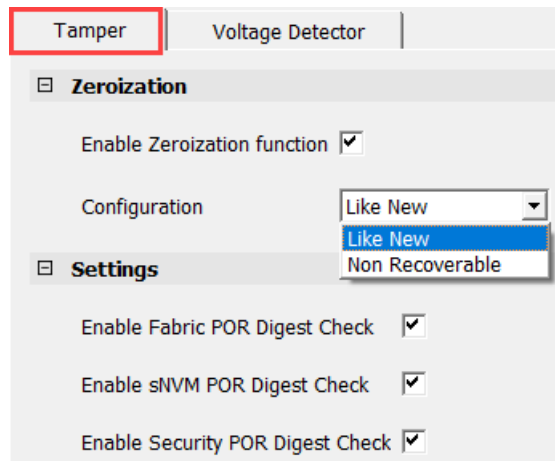 Tamper Voltage Detector
Zeroization
Enable Zeroization function
Configuration Like New
Like New
Non Recoverable
Settings
Enable Fabric POR Digest Check
Enable sNVM POR Digest Check
Enable Security POR Digest Check